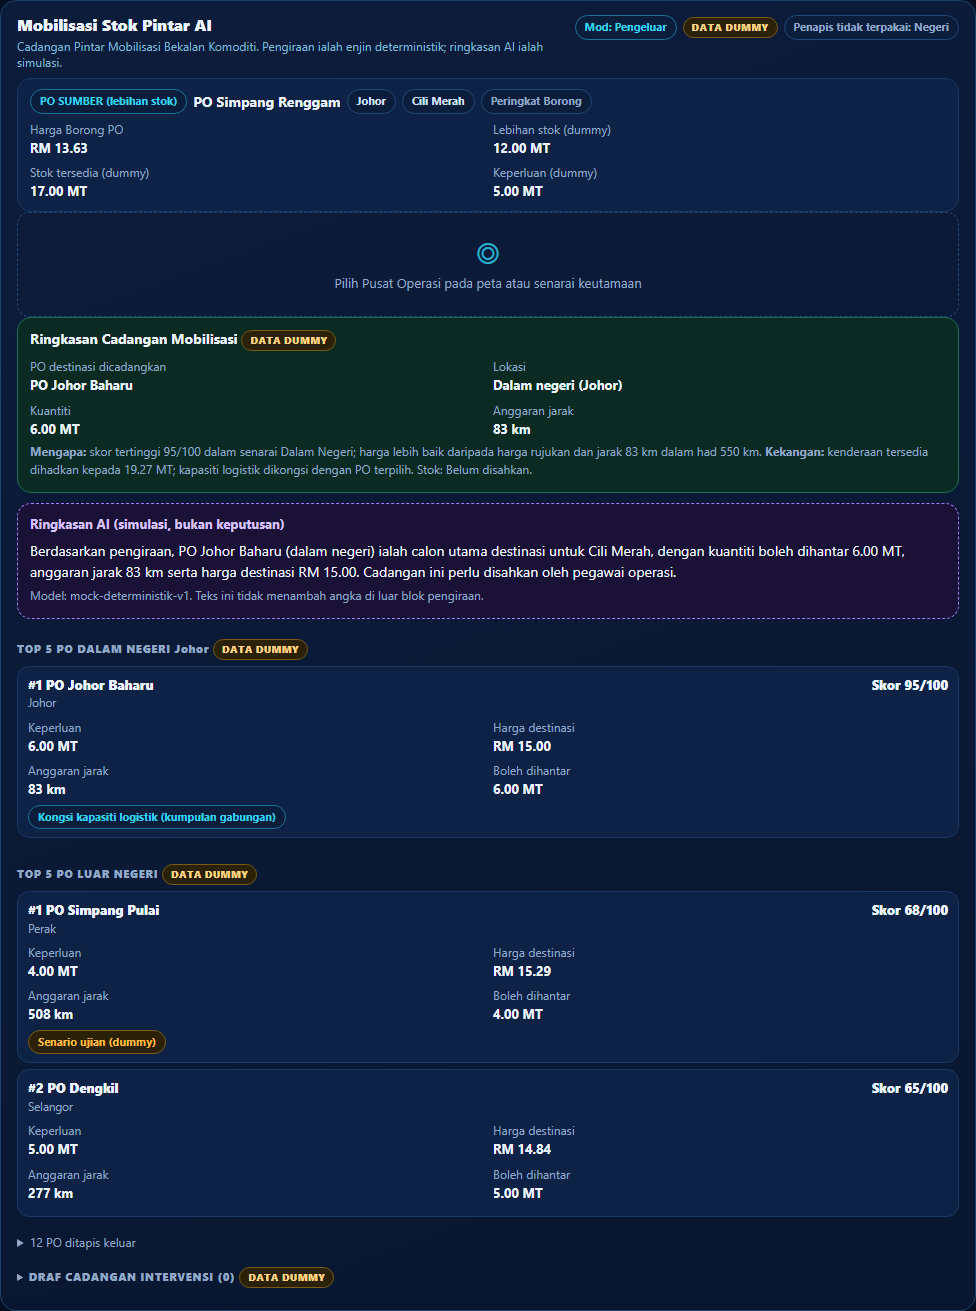 Mobilisasi Stok Pintar AI
Mod: Pengeluar
DATA DUMMY
Penapis tidak terpakai: Negeri
Cadangan Pintar Mobilisasi Bekalan Komoditi. Pengiraan ialah enjin deterministik; ringkasan AI ialah
simulasi.
PO SUMBER (lebihan stok)
PO Simpang Renggam
Johor
Cili Merah
Peringkat Borong
Harga Borong PO
Lebihan stok (dummy)
RM 13.63
12.00 MT
Stok tersedia (dummy)
Keperluan (dummy)
17.00 MT
5.00 MT
Pilih Pusat Operasi pada peta atau senarai keutamaan
Ringkasan Cadangan Mobilisasi
DATA DUMMY
PO destinasi dicadangkan
Lokasi
PO Johor Baharu
Dalam negeri (Johor)
Kuantiti
Anggaran jarak
6.00 MT
83 km
Mengapa: skor tertinggi 95/100 dalam senarai Dalam Negeri; harga lebih baik daripada harga rujukan dan jarak 83 km dalam had 550 km. Kekangan: kenderaan tersedia
dihadkan kepada 19.27 MT; kapasiti logistik dikongsi dengan PO terpilih. Stok: Belum disahkan.
Ringkasan AI (simulasi, bukan keputusan)
Berdasarkan pengiraan, PO Johor Baharu (dalam negeri) ialah calon utama destinasi untuk Cili Merah, dengan kuantiti boleh dihantar 6.00 MT,
anggaran jarak 83 km serta harga destinasi RM 15.00. Cadangan ini perlu disahkan oleh pegawai operasi.
Model: mock-deterministik-v1. Teks ini tidak menambah angka di luar blok pengiraan.
TOP 5 PO DALAM NEGERI Johor
DATA DUMMY
#1 PO Johor Baharu
Skor 95/100
Johor
Keperluan
Harga destinasi
6.00 MT
RM 15.00
Anggaran jarak
Boleh dihantar
83 km
6.00 MT
Kongsi kapasiti logistik (kumpulan gabungan)
TOP 5 PO LUAR NEGERI
DATA DUMMY
#1 PO Simpang Pulai
Skor 68/100
Perak
Keperluan
Harga destinasi
4.00 MT
RM 15.29
Anggaran jarak
Boleh dihantar
508 km
4.00 MT
Senario ujian (dummy)
#2 PO Dengkil
Skor 65/100
Selangor
Keperluan
Harga destinasi
5.00 MT
RM 14.84
Anggaran jarak
Boleh dihantar
277 km
5.00 MT
12 PO ditapis keluar
DRAF CADANGAN INTERVENSI (0)
DATA DUMMY